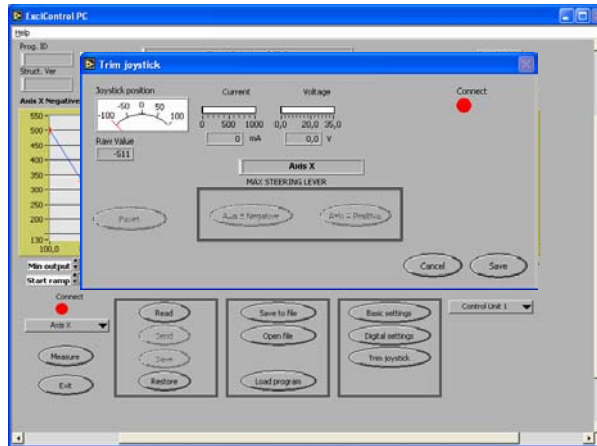 ExciControl PC
Help
Prog. ID
Struct. Ver
Axis X Negative
550
500
450
400
350
300
250
200
130
100,0
Min output
Start ramp
Trim joystick
Joystick position
-100 -50 0 50 100
Raw Value
-511
Current
0 500 1000
0 mA
Voltage
0,0 20,0 35,0
0,0 V
Connect
Axis X
MAX STEERING LEVER
Axis X Negative
Axis X Positive
Cancel
Save
Connect
Axis X
Measure
Exit
Read
Send
Save
Restore
Save to file
Open file
Load program
Basic settings
Digital settings
Trim joystick
Control Unit 1